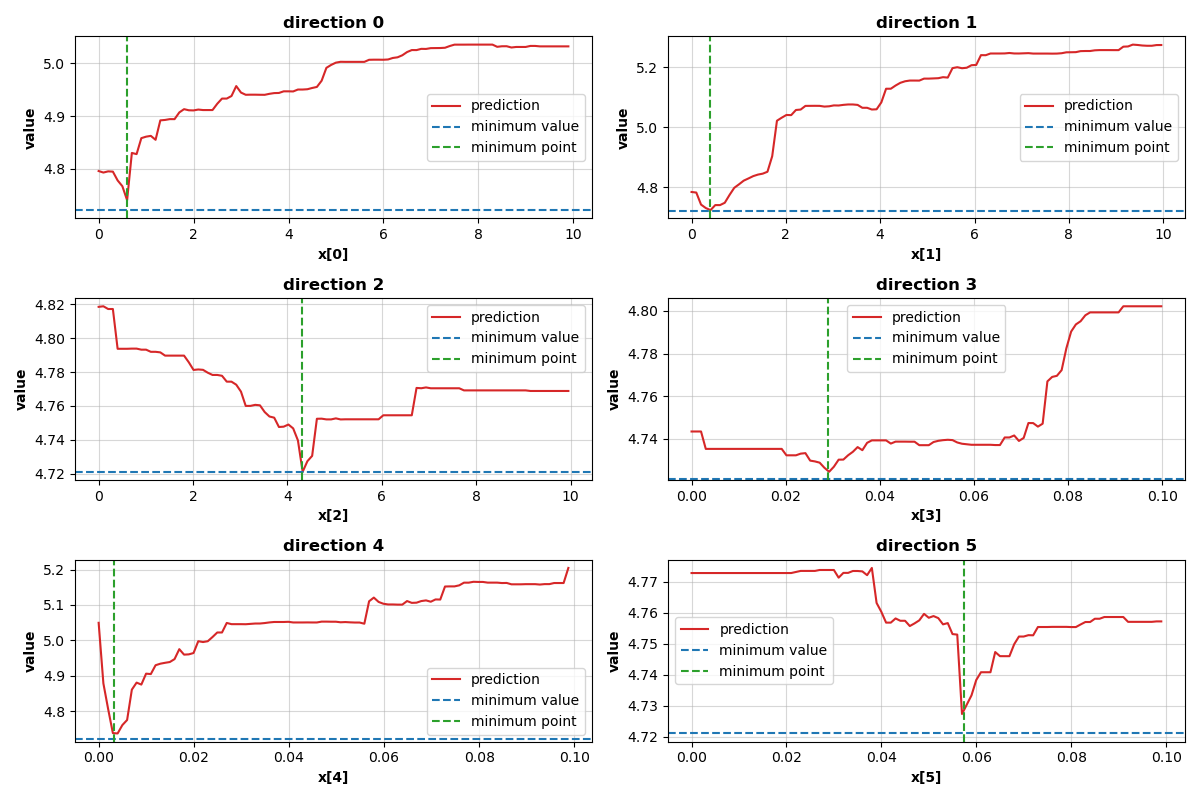 direction 0
value
5.0
4.9
4.8
prediction
minimum value
minimum point
0 2 4 6 8 10
x[0]
direction 1
value
5.2
5.0
4.8
prediction
minimum value
minimum point
0 2 4 6 8 10
x[1]
direction 2
value
4.82
4.80
4.78
4.76
4.74
4.72
prediction
minimum value
minimum point
0 2 4 6 8 10
x[2]
direction 3
value
4.80
4.78
4.76
4.74
prediction
minimum value
minimum point
0.00 0.02 0.04 0.06 0.08 0.10
x[3]
direction 4
value
5.2
5.1
5.0
4.9
4.8
prediction
minimum value
minimum point
0.00 0.02 0.04 0.06 0.08 0.10
x[4]
direction 5
value
4.77
4.76
4.75
4.74
4.73
4.72
prediction
minimum value
minimum point
0.00 0.02 0.04 0.06 0.08 0.10
x[5]